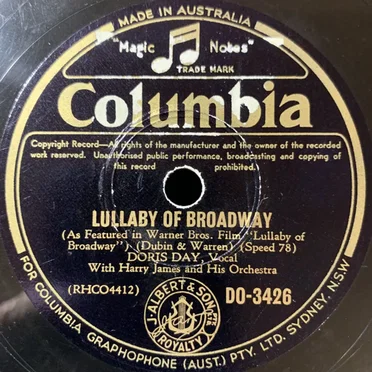 MADE IN AUSTRALIA
"Magic Notes"
TRADE MARK
Columbia
Copyright Record—All rights of the manufacturer and the owner of the recorded
work reserved. Unauthorised public performance, broadcasting and copying of
this record prohibited.
LULLABY OF BROADWAY
(As Featured in Warner Bros. Film, "Lullaby of
Broadway") (Dubin & Warren) (Speed 78)
DORIS DAY, Vocal
With Harry James and His Orchestra
(RHCO4412)
DO-3426
J. ALBERT & SON
ROYALTY
FOR COLUMBIA GRAPHOPHONE (AUST.) PTY. LTD. SYDNEY, N.S.W